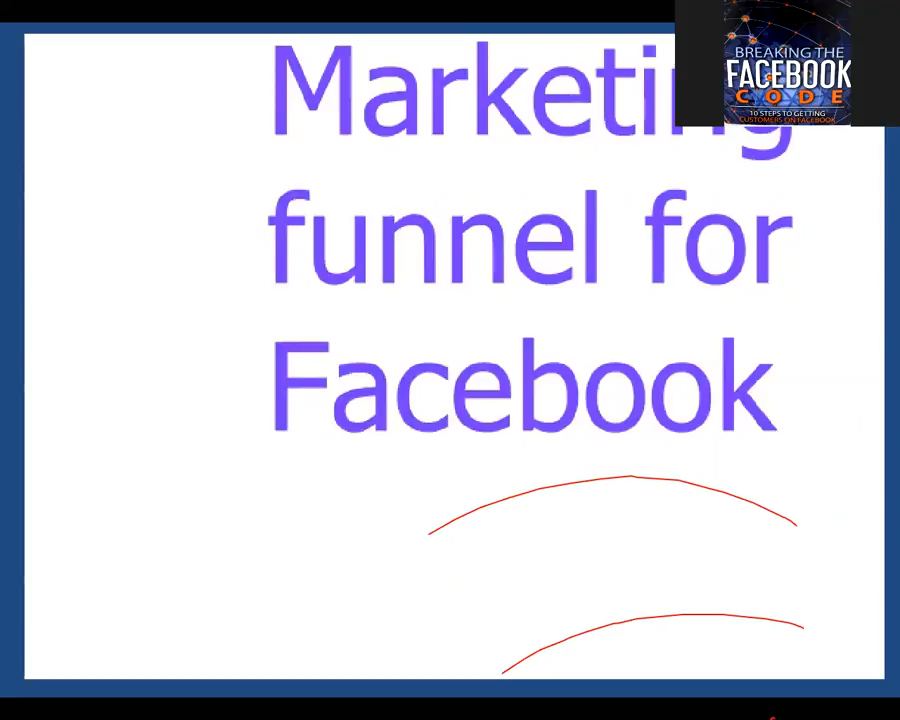 Marketing
funnel for
Facebook
BREAKING THE
FACEBOOK
CODE
10 STEPS TO GETTING
CUSTOMERS ON FACEBOOK